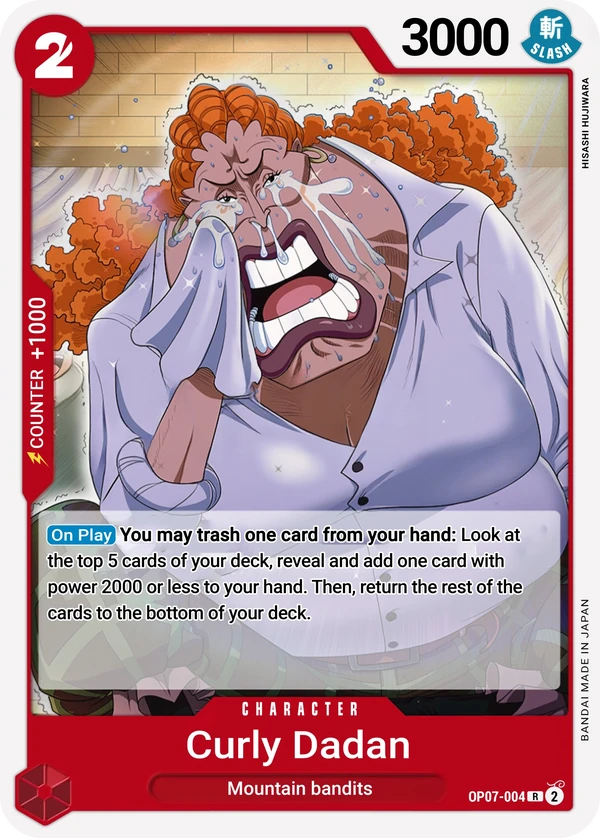 2
3000
斬
SLASH
HISASHI HUJIWARA
COUNTER +1000
On Play You may trash one card from your hand: Look at
the top 5 cards of your deck, reveal and add one card with
power 2000 or less to your hand. Then, return the rest of the
cards to the bottom of your deck.
BANDAI MADE IN JAPAN
CHARACTER
Curly Dadan
Mountain bandits
OP07-004 R 2